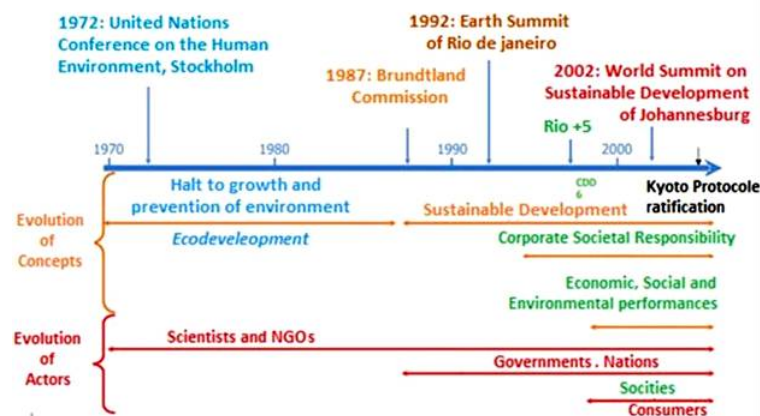 1972: United Nations
Conference on the Human
Environment, Stockholm
1992: Earth Summit
of Rio de janeiro
1987: Brundtland
Commission
2002: World Summit on
Sustainable Development
of Johannesburg
Rio +5
1970
1980
1990
2000
CDD
6
Kyoto Protocole
ratification
Halt to growth and
prevention of environment
Sustainable Development
Evolution
of
Concepts
Ecodeveleopment
Corporate Societal Responsibility
Economic, Social and
Environmental performances
Evolution
of
Actors
Scientists and NGOs
Governments . Nations
Socities
Consumers